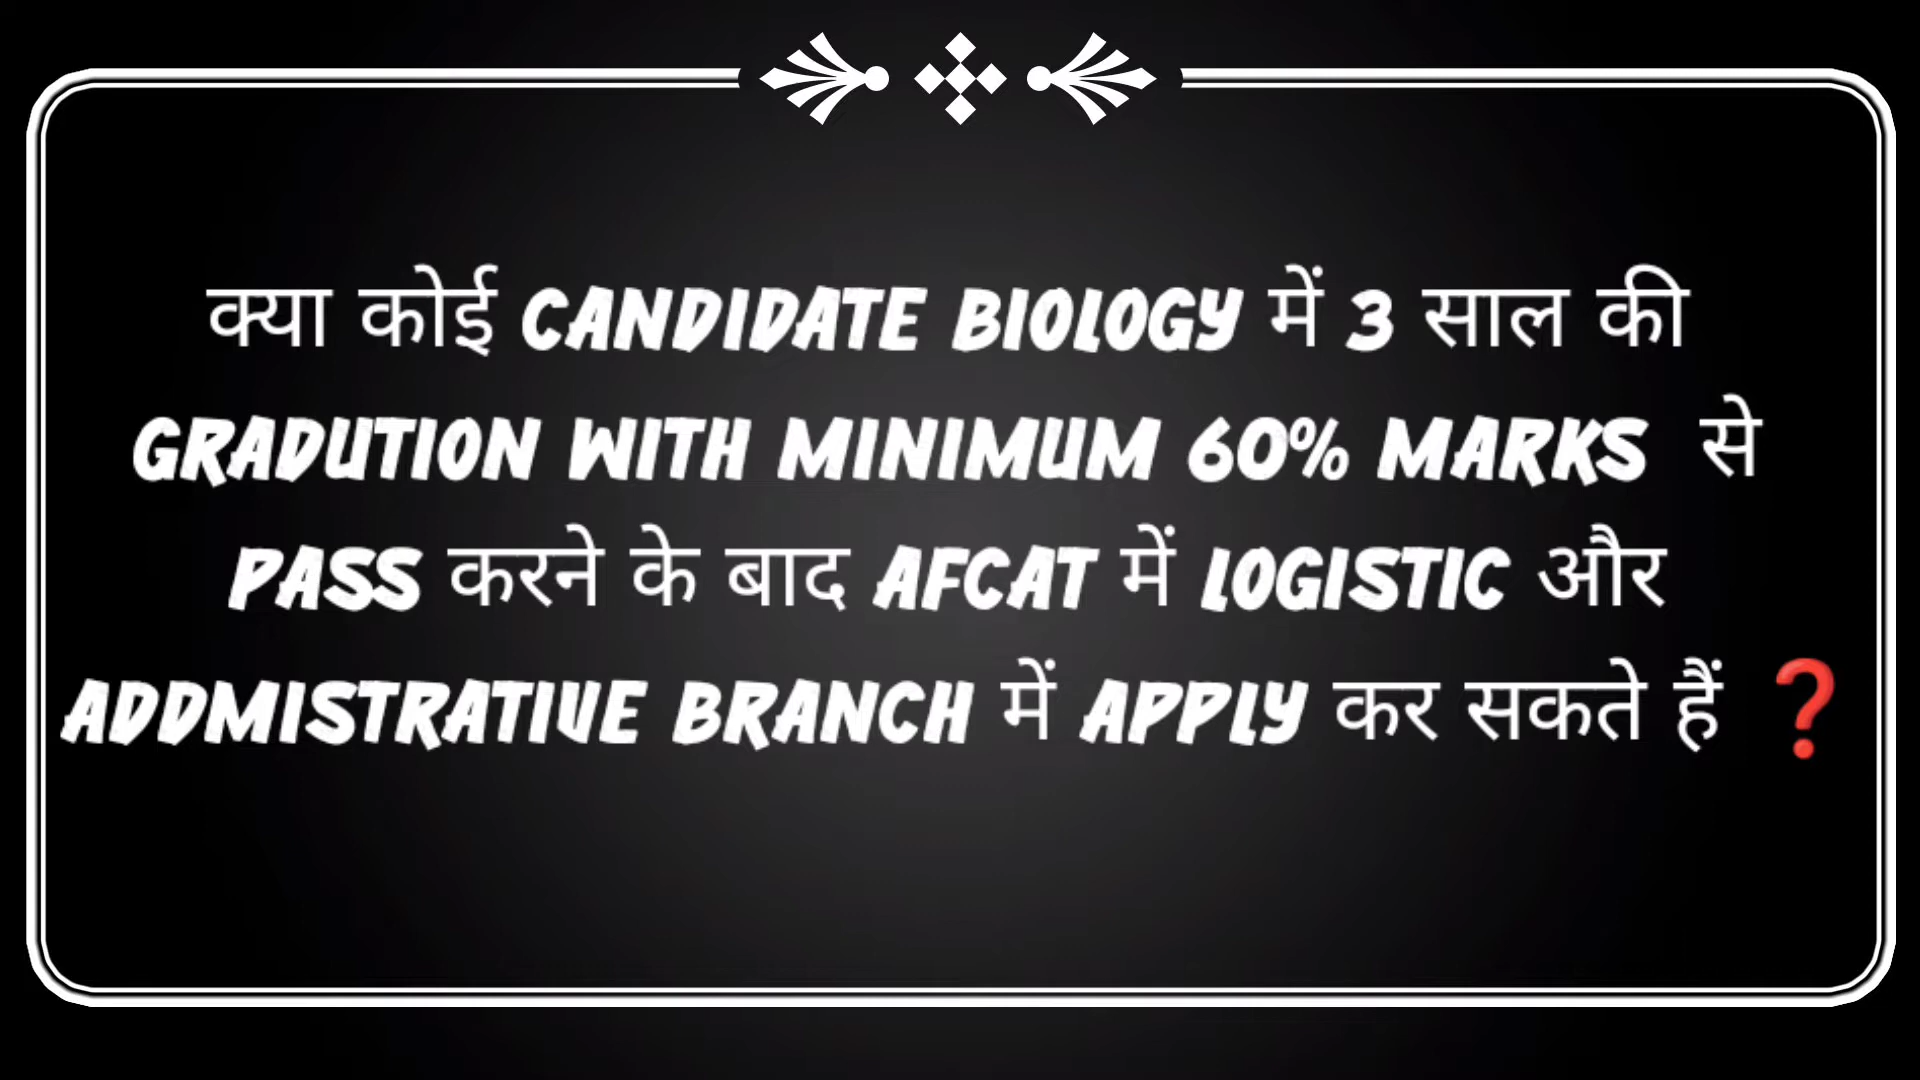 क्या कोई CANDIDATE BIOLOGY में 3 साल की
GRADUTION WITH MINIMUM 60% MARKS से
PASS करने के बाद AFCAT में LOGISTIC और
ADDMISTRATIVE BRANCH में APPLY कर सकते हैं ❓